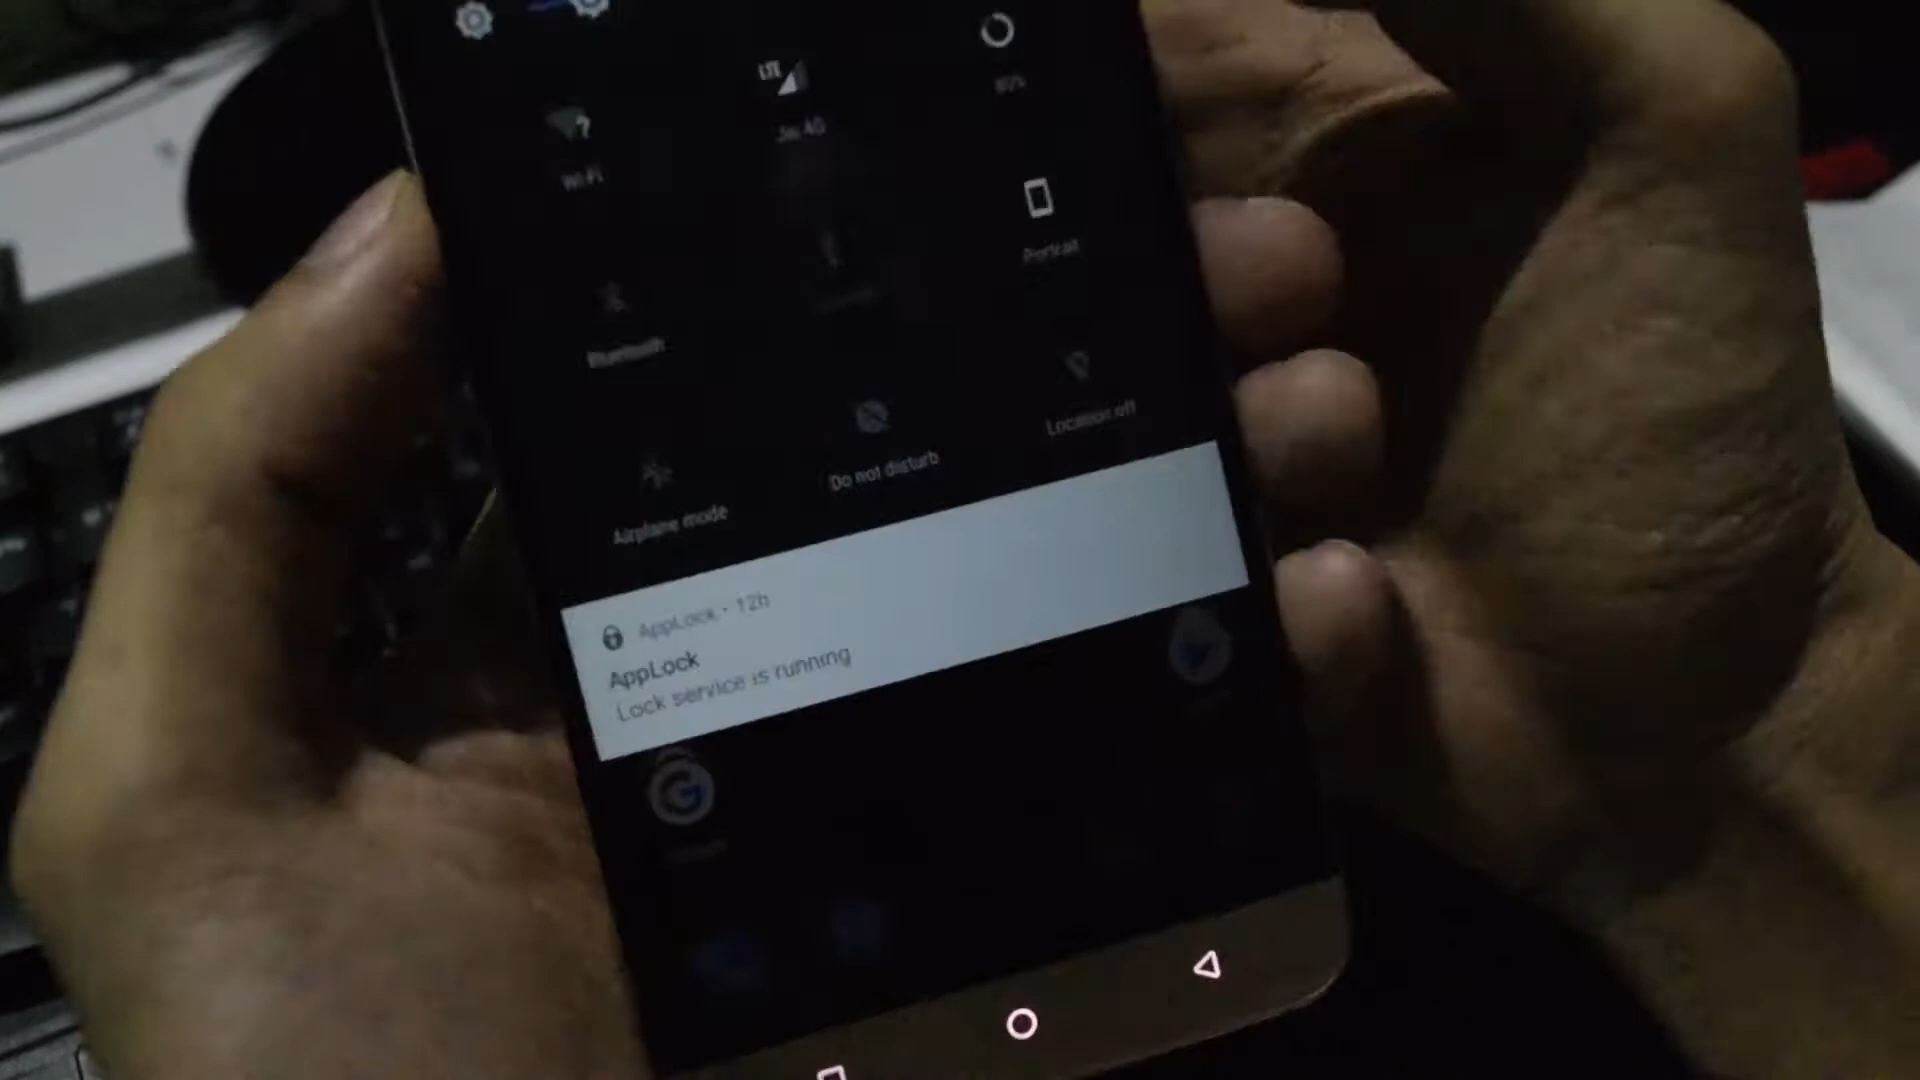 LTE
80%
Jio 4G
Wi-Fi
Portrait
Bluetooth
Location off
Do not disturb
Airplane mode
AppLock · 12h
AppLock
Lock service is running